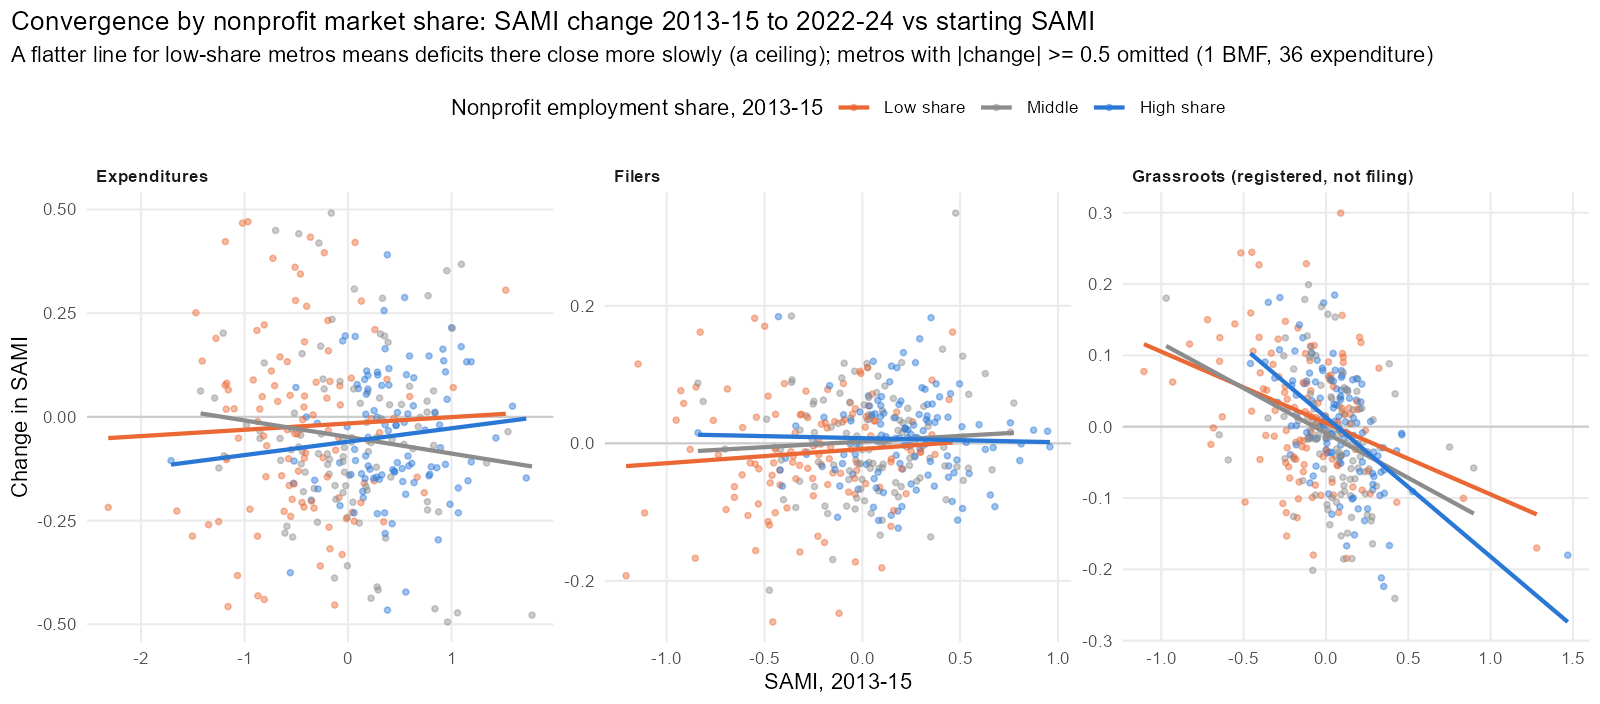 Convergence by nonprofit market share: SAMI change 2013-15 to 2022-24 vs starting SAMI
A flatter line for low-share metros means deficits there close more slowly (a ceiling); metros with |change| >= 0.5 omitted (1 BMF, 36 expenditure)
Nonprofit employment share, 2013-15 Low share Middle High share
Expenditures
Filers
Grassroots (registered, not filing)
Change in SAMI
0.50
0.25
0.00
-0.25
-0.50
-2 -1 0 1
0.2
0.0
-0.2
-1.0 -0.5 0.0 0.5 1.0
0.3
0.2
0.1
0.0
-0.1
-0.2
-0.3
-1.0 -0.5 0.0 0.5 1.0 1.5
SAMI, 2013-15